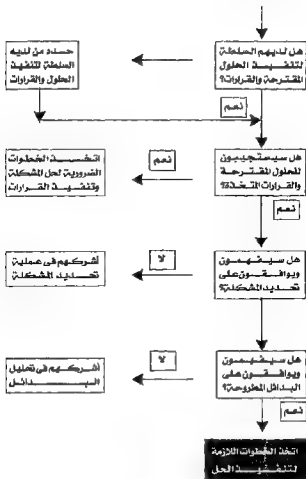 هل لديهم السلطة
لتنفيذ الحلول
المقترحة والقرارات؟
حدد من لديه
السلطة لتنفيذ
الحلول والقرارات
نعم
هل سيستجيبون
للحلول المقترحة
والقرارات المتخذة؟
نعم
اتخذ الخطوات
الضرورية لحل المشكلة
وتنفيذ القرارات
نعم
هل سيفهمون
ويوافقون على
تحديد المشكلة؟
لا
أشركهم فى عملية
تحديد المشكلة
هل سيفهمون
ويوافقون على
البدائل المطروحة؟
لا
أشركهم فى تحليل
البدائل
نعم
اتخذ الخطوات اللازمة
لتنفيذ الحل